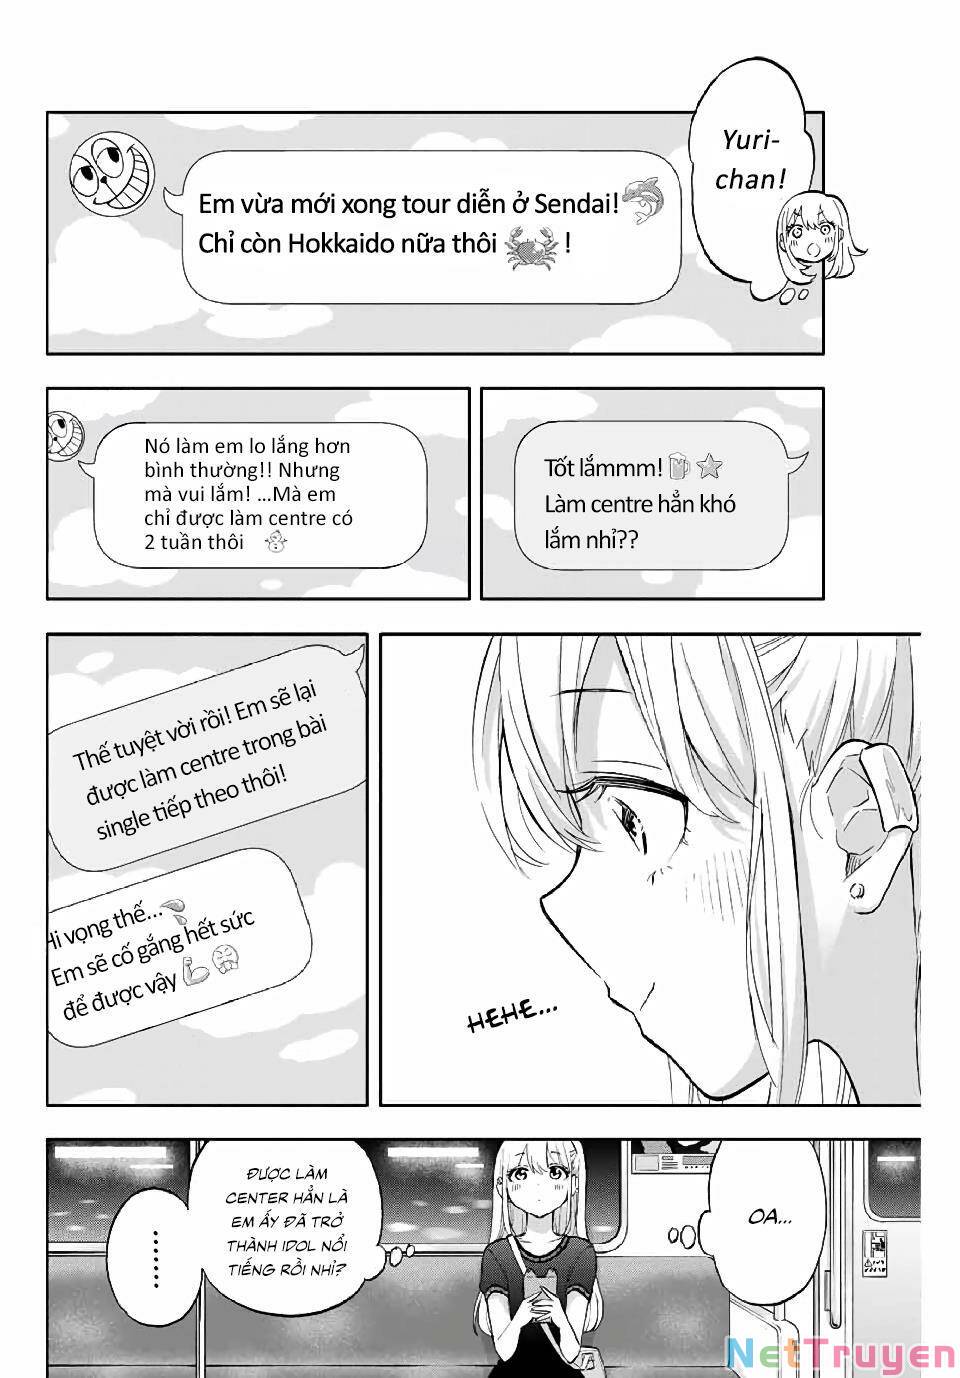 Yuri-
chan!
Em vừa mới xong tour diễn ở Sendai!
Chỉ còn Hokkaido nữa thôi !
Nó làm em lo lắng hơn
bình thường!! Nhưng
mà vui lắm! ...Mà em
chỉ được làm centre có
2 tuần thôi
Tốt lắmmm!
Làm centre hẳn khó
lắm nhỉ??
Thế tuyệt vời rồi! Em sẽ lại
được làm centre trong bài
single tiếp theo thôi!
Hi vọng thế...
Em sẽ cố gắng hết sức
để được vậy
HEHE...
OA...
ĐƯỢC LÀM
CENTER HẲN LÀ
EM ẤY ĐÃ TRỞ
THÀNH IDOL NỔI
TIẾNG RỒI NHỈ?
........
NetTruyen